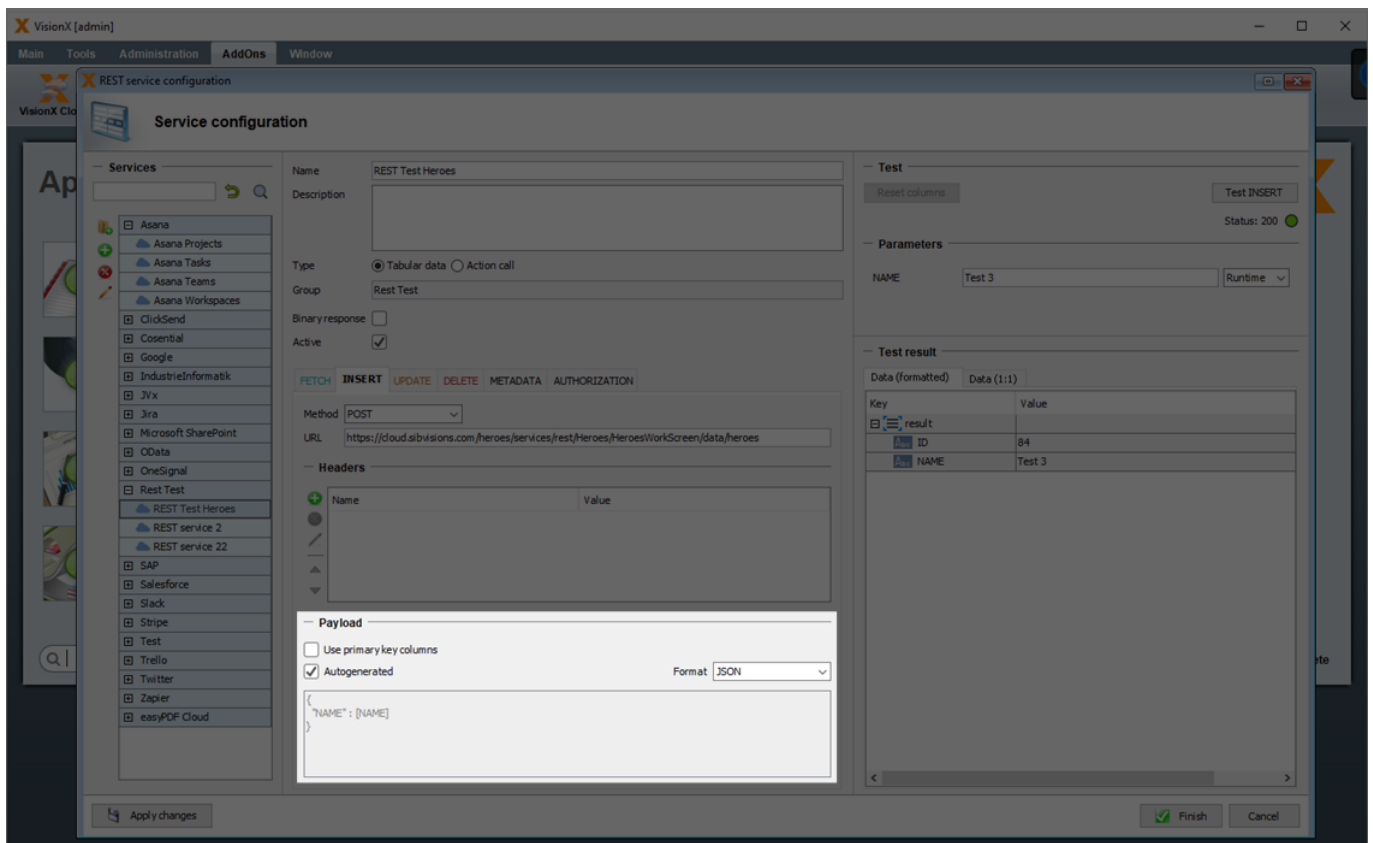 VisionX [admin]
Main Tools Administration AddOns Window
REST service configuration
VisionX Clo
Service configuration
Ap
Services
Asana
Asana Projects
Asana Tasks
Asana Teams
Asana Workspaces
ClickSend
Cosential
Google
IndustrieInformatik
JVx
Jira
Microsoft SharePoint
OData
OneSignal
Rest Test
REST Test Heroes
REST service 2
REST service 22
SAP
Salesforce
Slack
Stripe
Test
Trello
Twitter
Zapier
easyPDF Cloud
Name REST Test Heroes
Description
Type Tabular data Action call
Group Rest Test
Binary response
Active
FETCH INSERT UPDATE DELETE METADATA AUTHORIZATION
Method POST
URL https://cloud.sibvisions.com/heroes/services/rest/Heroes/HeroesWorkScreen/data/heroes
Headers
Name Value
Payload
Use primary key columns
Autogenerated Format JSON
{
"NAME" : [NAME]
}
Test
Reset columns Test INSERT
Status: 200
Parameters
NAME Test 3 Runtime
Test result
Data (formatted) Data (1:1)
Key Value
result
ID 84
NAME Test 3
ete
Apply changes Finish Cancel